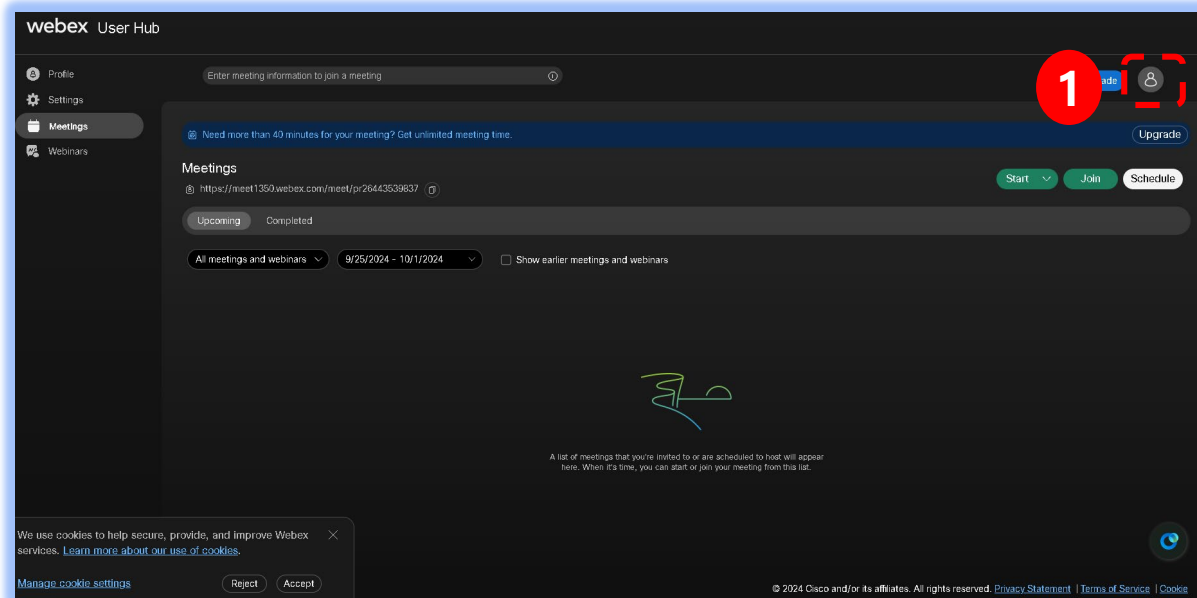 webex User Hub
Profile
Enter meeting information to join a meeting
1
ade
Settings
Meetings
Webinars
Need more than 40 minutes for your meeting? Get unlimited meeting time.
Upgrade
Meetings
https://meet1350.webex.com/meet/pr26443539837
Start
Join
Schedule
Upcoming
Completed
All meetings and webinars
9/25/2024 - 10/1/2024
Show earlier meetings and webinars
A list of meetings that you're invited to or are scheduled to host will appear
here. When it's time, you can start or join your meeting from this list.
We use cookies to help secure, provide, and improve Webex
services. Learn more about our use of cookies.
Manage cookie settings
Reject
Accept
© 2024 Cisco and/or its affiliates. All rights reserved. Privacy Statement | Terms of Service | Cookie